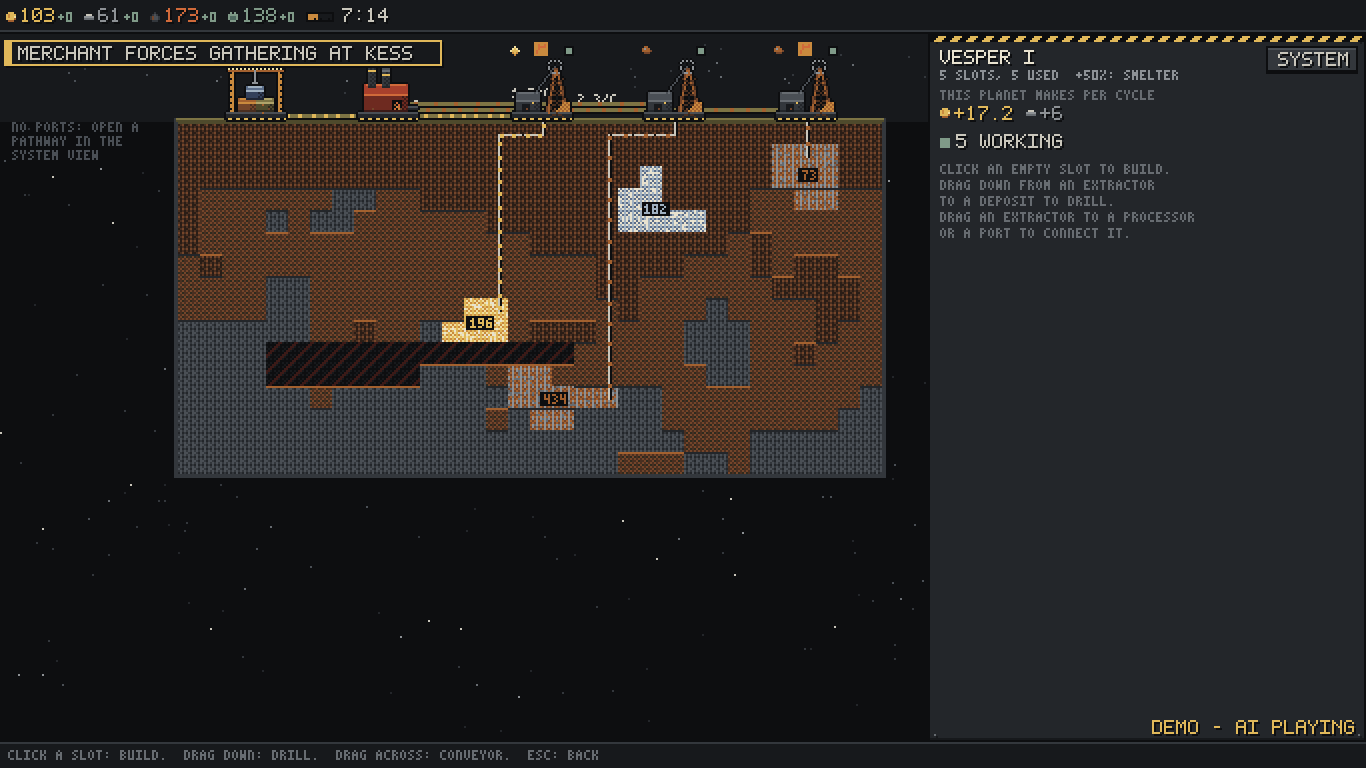 103+0 61+0 173+0 138+0 7:14
MERCHANT FORCES GATHERING AT KESS
VESPER I
SYSTEM
5 SLOTS, 5 USED +50%: SMELTER
THIS PLANET MAKES PER CYCLE
+17.2 +6
5 WORKING
CLICK AN EMPTY SLOT TO BUILD.
DRAG DOWN FROM AN EXTRACTOR
TO A DEPOSIT TO DRILL.
DRAG AN EXTRACTOR TO A PROCESSOR
OR A PORT TO CONNECT IT.
NO PORTS: OPEN A
PATHWAY IN THE
SYSTEM VIEW
73
182
196
434
DEMO - AI PLAYING
CLICK A SLOT: BUILD. DRAG DOWN: DRILL. DRAG ACROSS: CONVEYOR. ESC: BACK